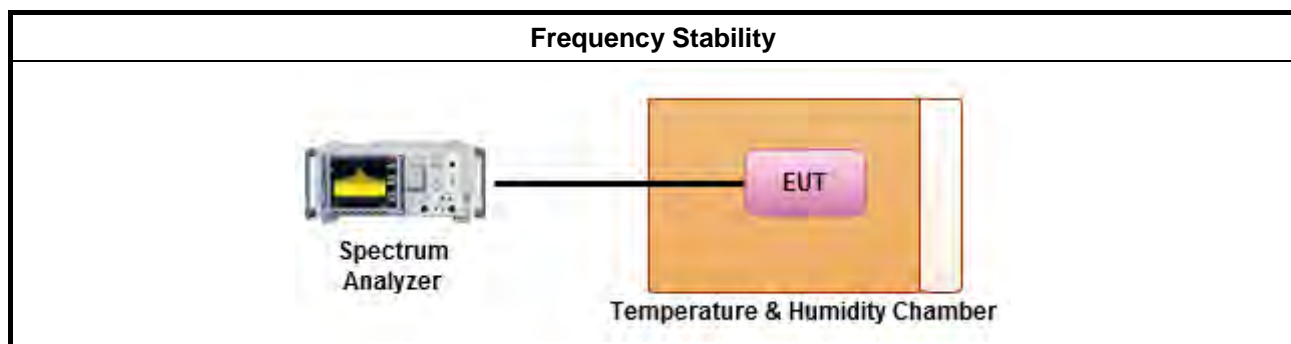 Frequency Stability
EUT
Spectrum
Analyzer
Temperature & Humidity Chamber